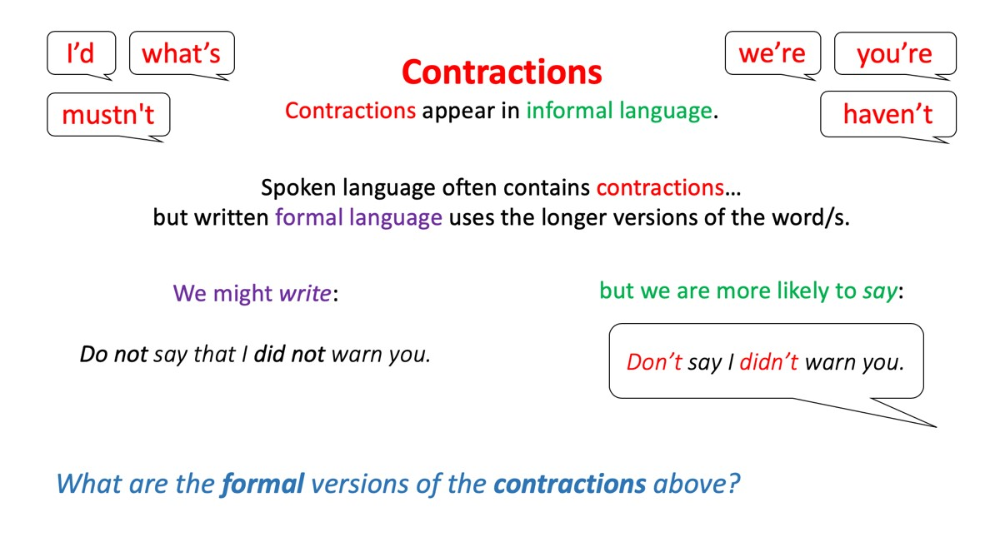 I’d
what’s
mustn't
Contractions
Contractions appear in informal language.
we’re
you’re
haven’t
Spoken language often contains contractions…
but written formal language uses the longer versions of the word/s.
We might write:
Do not say that I did not warn you.
but we are more likely to say:
Don’t say I didn’t warn you.
What are the formal versions of the contractions above?